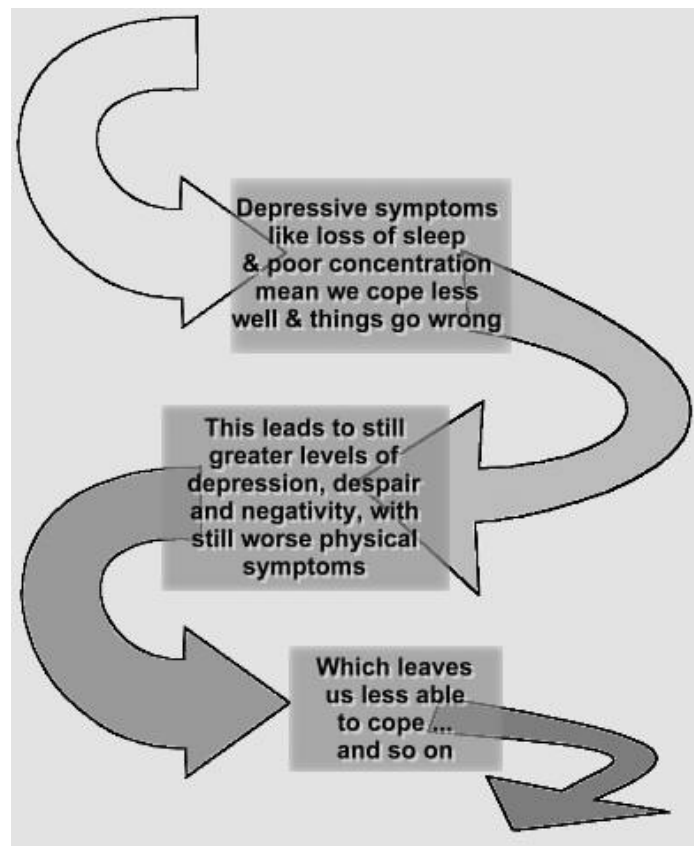 Depressive symptoms
like loss of sleep
& poor concentration
mean we cope less
well & things go wrong
This leads to still
greater levels of
depression, despair
and negativity, with
still worse physical
symptoms
Which leaves
us less able
to cope ...
and so on